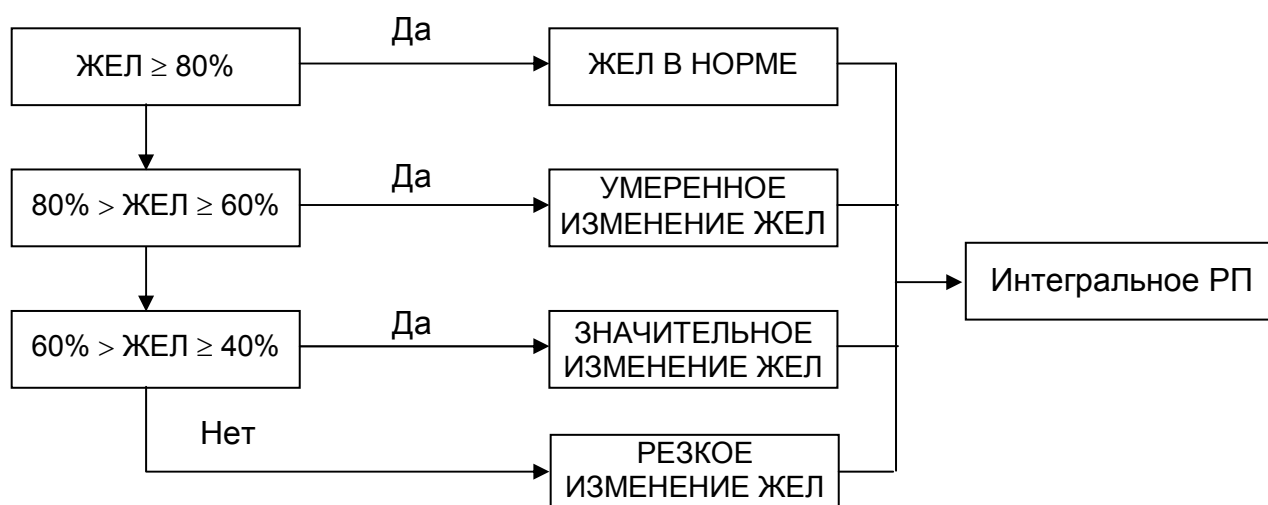 Да
ЖЕЛ ≥ 80%
ЖЕЛ В НОРМЕ
Да
80% > ЖЕЛ ≥ 60%
УМЕРЕННОЕ
ИЗМЕНЕНИЕ ЖЕЛ
Интегральное РП
Да
60% > ЖЕЛ ≥ 40%
ЗНАЧИТЕЛЬНОЕ
ИЗМЕНЕНИЕ ЖЕЛ
Нет
РЕЗКОЕ
ИЗМЕНЕНИЕ ЖЕЛ